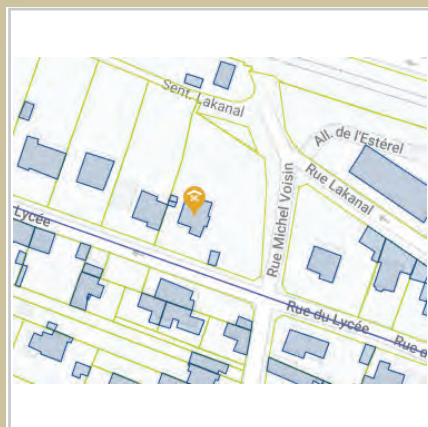 Sent. Lakanal
All. de l'Estérel
Rue Lakanal
Rue Michel Voisin
Lycée
Rue du Lycée
Rue d